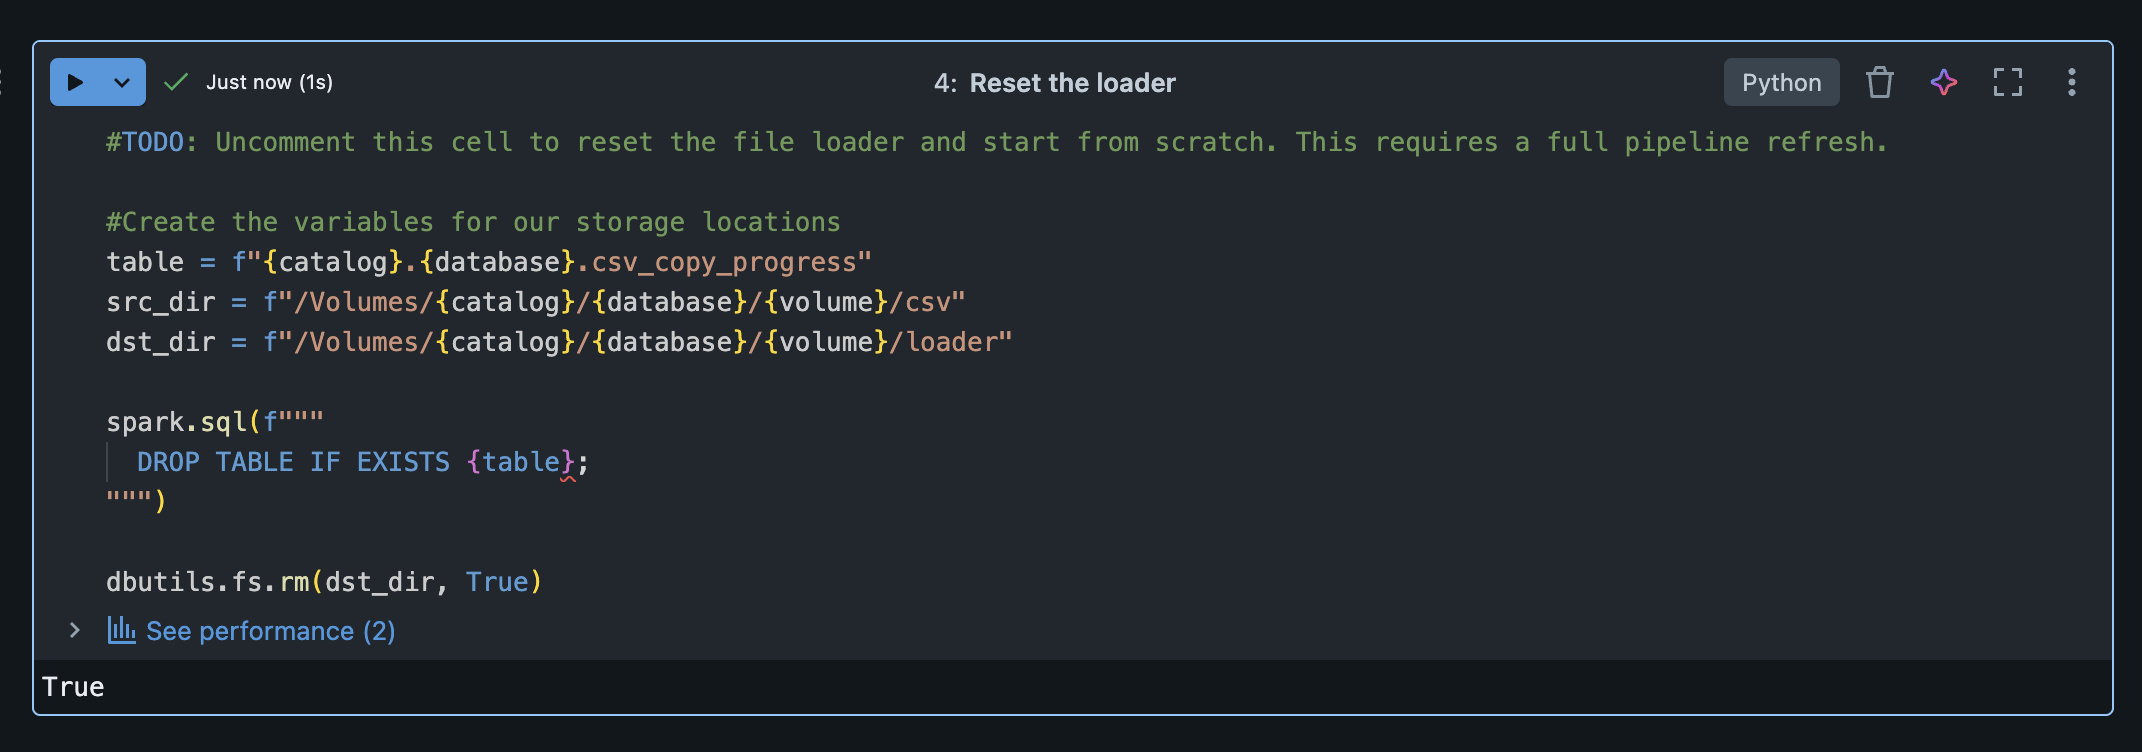 Just now (1s)
4: Reset the loader
Python
#TODO: Uncomment this cell to reset the file loader and start from scratch. This requires a full pipeline refresh.
#Create the variables for our storage locations
table = f"{catalog}.{database}.csv_copy_progress"
src_dir = f"/Volumes/{catalog}/{database}/{volume}/csv"
dst_dir = f"/Volumes/{catalog}/{database}/{volume}/loader"
spark.sql(f"""
  DROP TABLE IF EXISTS {table};
""")
dbutils.fs.rm(dst_dir, True)
See performance (2)
True